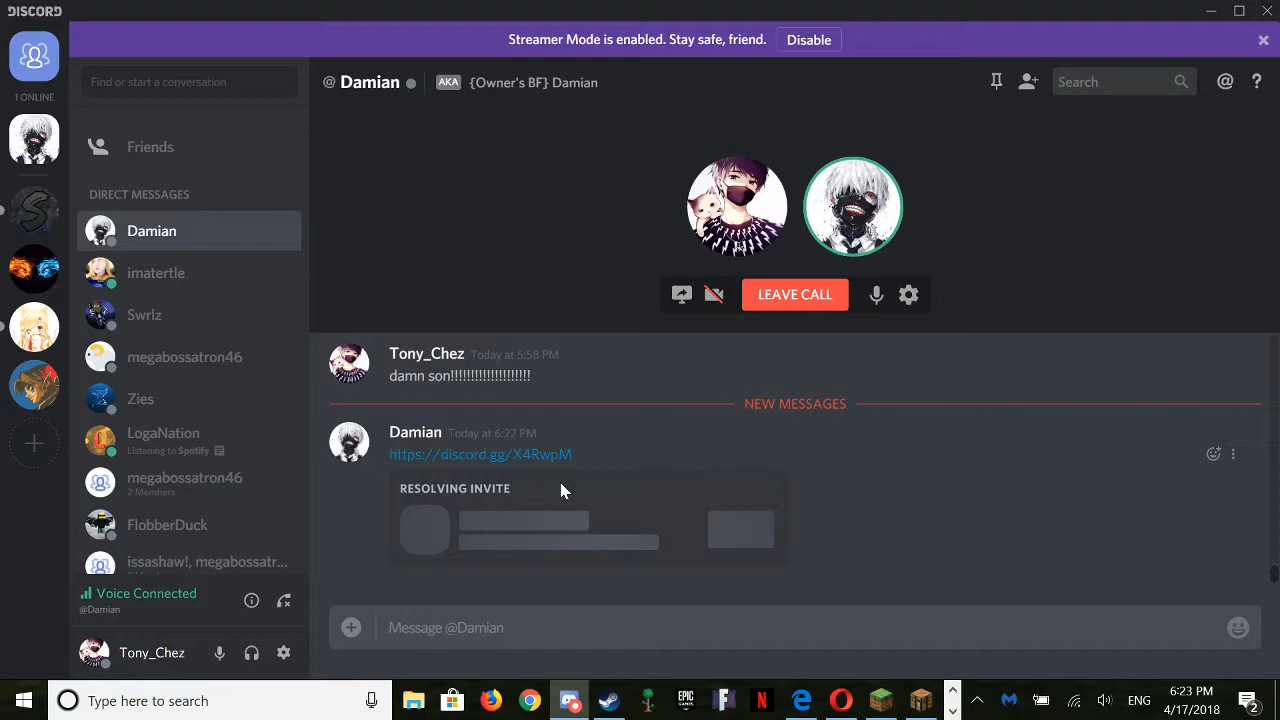 DISCORD
Streamer Mode is enabled. Stay safe, friend. Disable
1 ONLINE
Find or start a conversation
Friends
DIRECT MESSAGES
Damian
imatertle
Swrlz
megabossatron46
Zies
LogaNation
Listening to Spotify
megabossatron46
2 Members
FlobberDuck
issashaw!, megabossatr...
Voice Connected
@Damian
Tony_Chez
@ Damian AKA {Owner's BF} Damian
Search
LEAVE CALL
Tony_Chez Today at 5:58 PM
damn son!!!!!!!!!!!!!!!!!!!!
NEW MESSAGES
Damian Today at 6:22 PM
https://discord.gg/X4RwpM
RESOLVING INVITE
Message @Damian
Type here to search
EPIC
GAMES
ENG
6:23 PM
4/17/2018
2